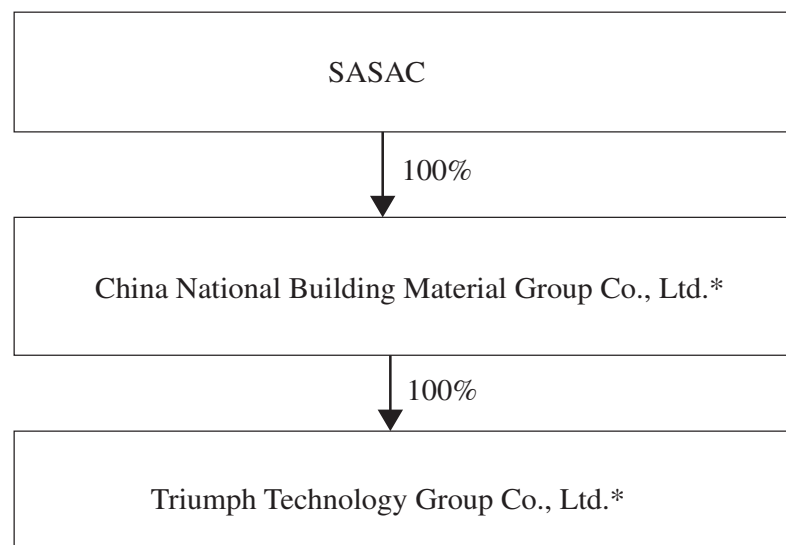 SASAC
100%
China National Building Material Group Co., Ltd.*
100%
Triumph Technology Group Co., Ltd.*